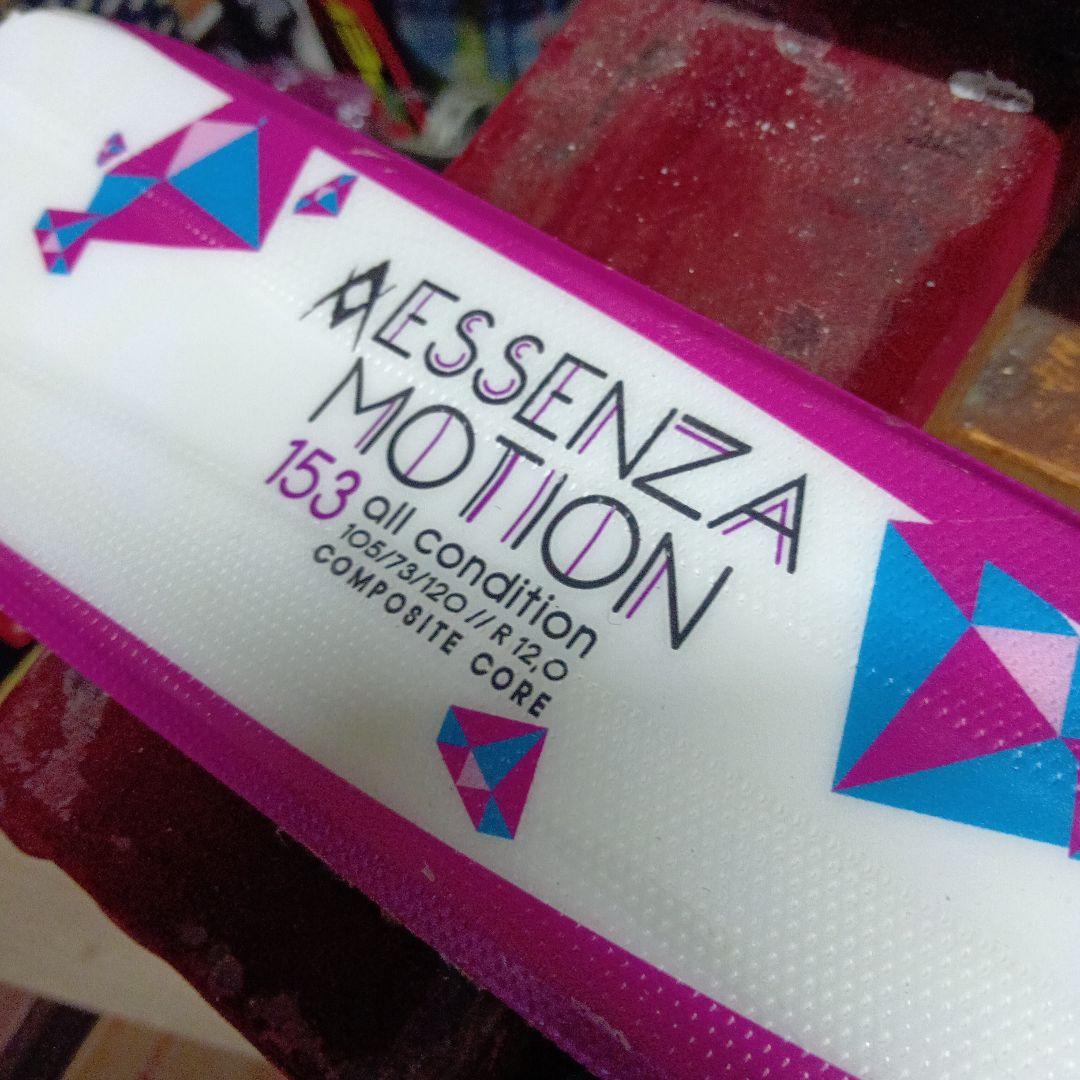 ESSENZA
MOTION
153 all condition
105/73/120 // R 12,0
COMPOSITE CORE